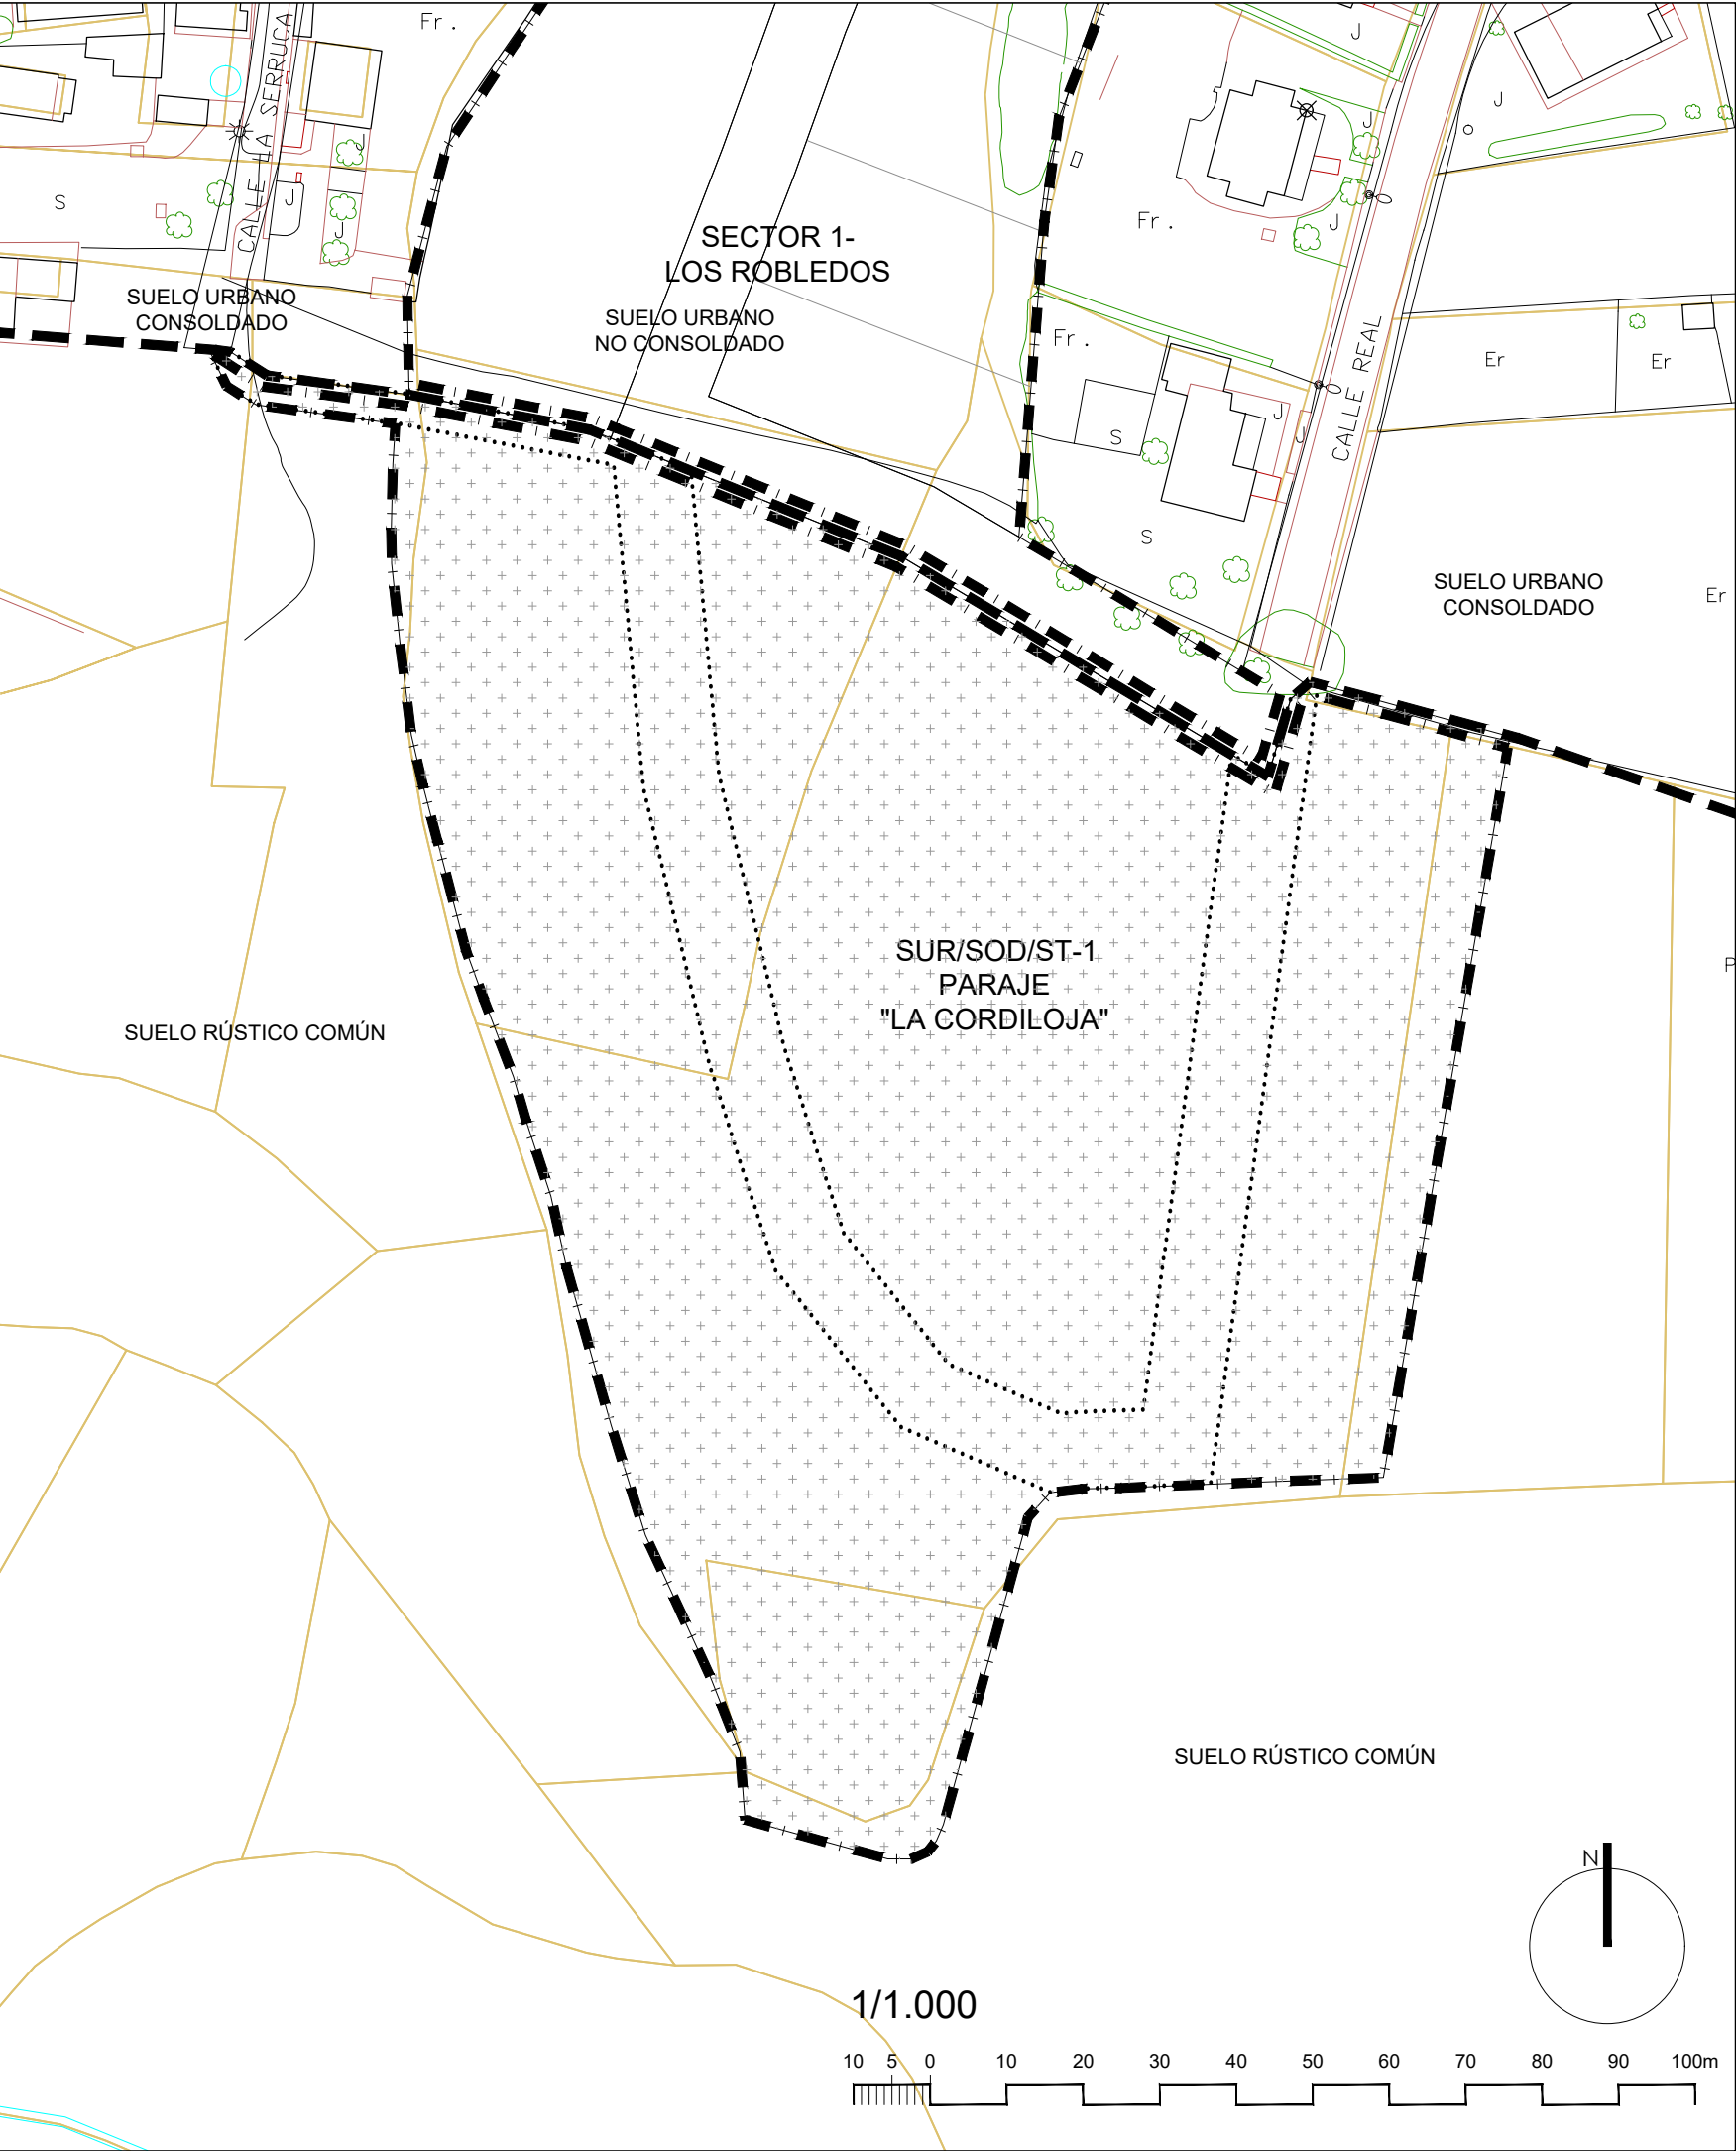 Fr.
J
CALLE LA SERRUCA
J
J
S
J
J
SECTOR 1-
LOS ROBLEDOS
Fr.
J
J
SUELO URBANO
CONSOLDADO
SUELO URBANO
NO CONSOLDADO
Fr.
CALLE REAL
Er
Er
S
J
J
S
SUELO URBANO
CONSOLDADO
Er
SUR/SOD/ST-1
PARAJE
"LA CORDILOJA"
P
SUELO RÚSTICO COMÚN
SUELO RÚSTICO COMÚN
N
1/1.000
10 5 0 10 20 30 40 50 60 70 80 90 100m